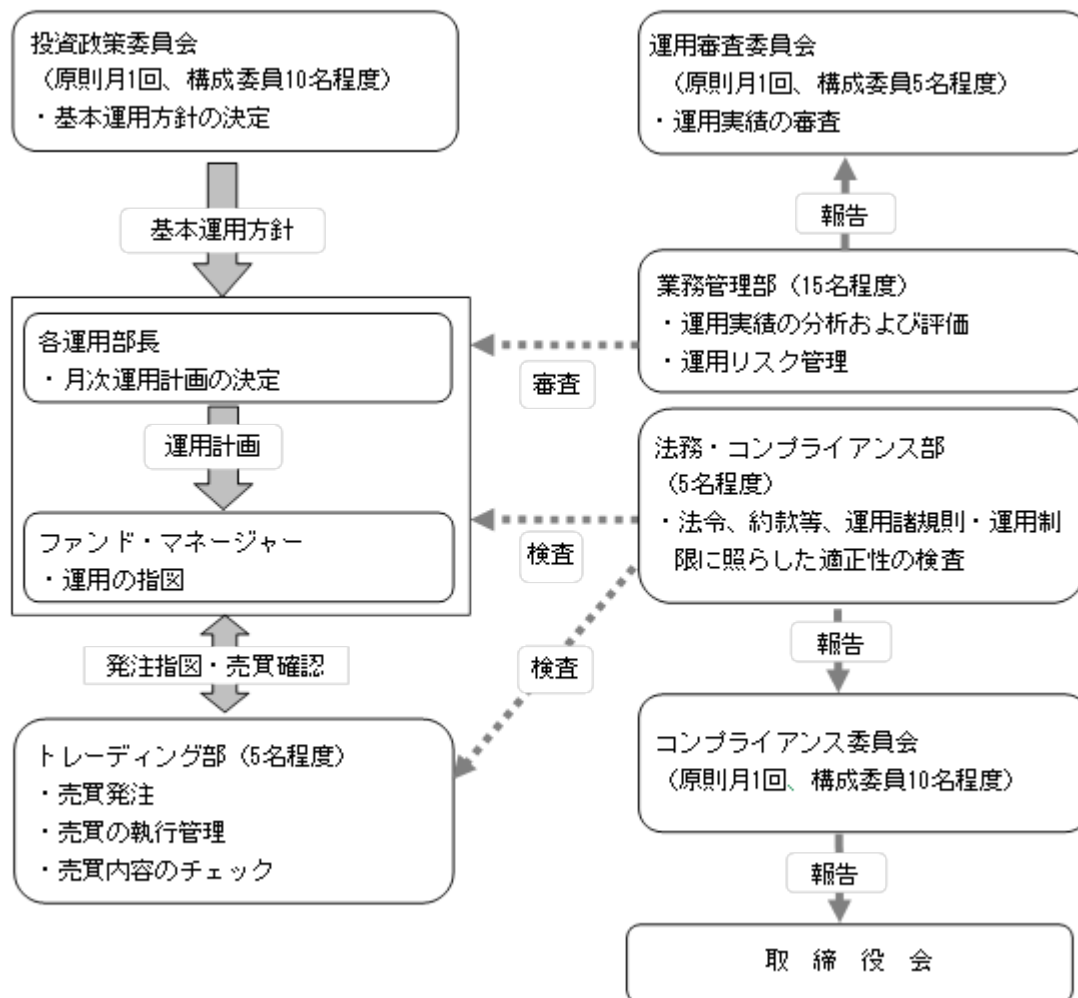 投資政策委員会
（原則月1回、構成委員10名程度）
・基本運用方針の決定
基本運用方針
各運用部長
・月次運用計画の決定
運用計画
ファンド・マネージャー
・運用の指図
発注指図・売買確認
トレーディング部（5名程度）
・売買発注
・売買の執行管理
・売買内容のチェック
運用審査委員会
（原則月1回、構成委員5名程度）
・運用実績の審査
報告
業務管理部（15名程度）
・運用実績の分析および評価
・運用リスク管理
審査
法務・コンプライアンス部
（5名程度）
・法令、約款等、運用諸規則・運用制
限に照らした適正性の検査
検査
検査
報告
コンプライアンス委員会
（原則月1回、構成委員10名程度）
報告
取 締 役 会